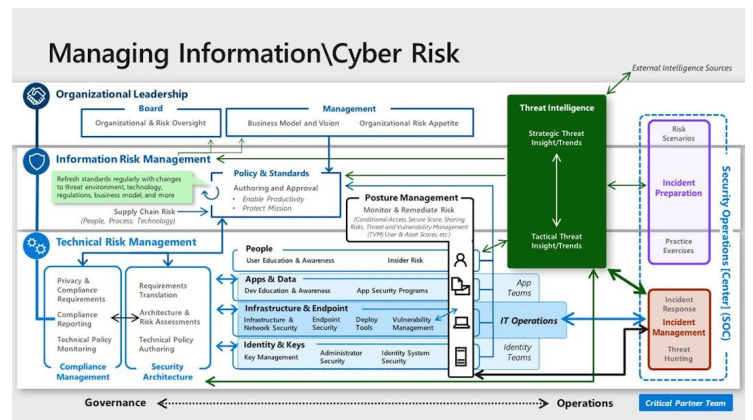 Managing Information\Cyber Risk
External Intelligence Sources
Organizational Leadership
Board
Organizational & Risk Oversight
Management
Business Model and Vision
Organizational Risk Appetite
Threat Intelligence
Strategic Threat
Insight/Trends
Tactical Threat
Insight/Trends
Information Risk Management
Refresh standards regularly with changes
to threat environment, technology,
regulations, business model, and more
Supply Chain Risk
(People, Process, Technology)
Policy & Standards
Authoring and Approval
• Enable Productivity
• Protect Mission
Posture Management
Monitor & Remediate Risk
(Conditional Access, Secure Score, Sharing
Risks, Threat and Vulnerability Management
(TVM) User & Asset Scores, etc.)
Technical Risk Management
Privacy &
Compliance
Requirements
Compliance
Reporting
Technical Policy
Monitoring
Compliance
Management
Requirements
Translation
Architecture &
Risk Assessments
Technical Policy
Authoring
Security
Architecture
People
User Education & Awareness
Insider Risk
Apps & Data
Dev Education & Awareness
App Security Programs
App
Teams
Infrastructure & Endpoint
Infrastructure &
Network Security
Endpoint
Security
Deploy
Tools
Vulnerability
Management
IT Operations
Identity & Keys
Key Management
Administrator
Security
Identity System
Security
Identity
Teams
Risk
Scenarios
Incident
Preparation
Practice
Exercises
Incident
Response
Incident
Management
Threat
Hunting
Security Operations [Center] (SOC)
Governance
Operations
Critical Partner Team